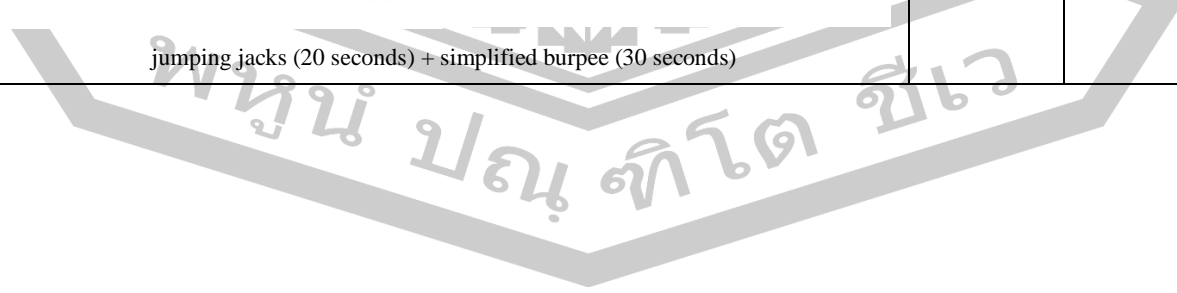 jumping jacks (20 seconds) + simplified burpee (30 seconds)
พหูนํ ปณฺฑิโต ชีเว